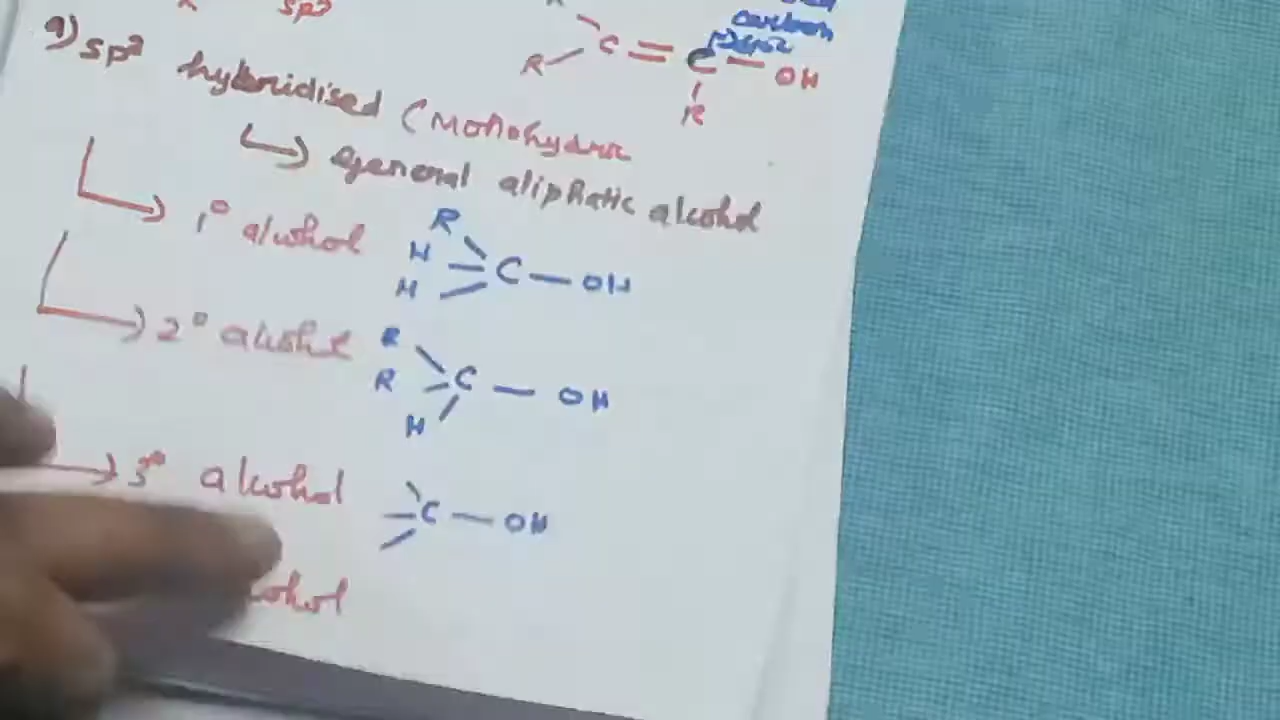 sp³
R C = C — OH
R
carbon
R
a) sp³ hybridised (Monohydric
↳ general aliphatic alcohol
↳ 1° alcohol
R
H C — OH
H
↳ 2° alcohol
R
R C — OH
H
→ 3° alcohol C — OH